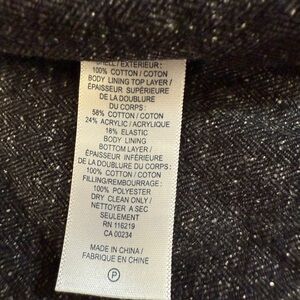 SHELL / EXTERIEUR :
100% COTTON / COTON
BODY LINING TOP LAYER /
ÉPAISSEUR SUPÉRIEURE
DE LA DOUBLURE
DU CORPS :
58% COTTON / COTON
24% ACRYLIC / ACRYLIQUE
18% ELASTIC
BODY LINING
BOTTOM LAYER /
ÉPAISSEUR INFÉRIEURE
DE LA DOUBLURE DU CORPS :
100% COTTON / COTON
FILLING/REMBOURRAGE :
100% POLYESTER
DRY CLEAN ONLY /
NETTOYER A SEC
SEULEMENT
RN 116219
CA 00234
MADE IN CHINA /
FABRIQUE EN CHINE
P